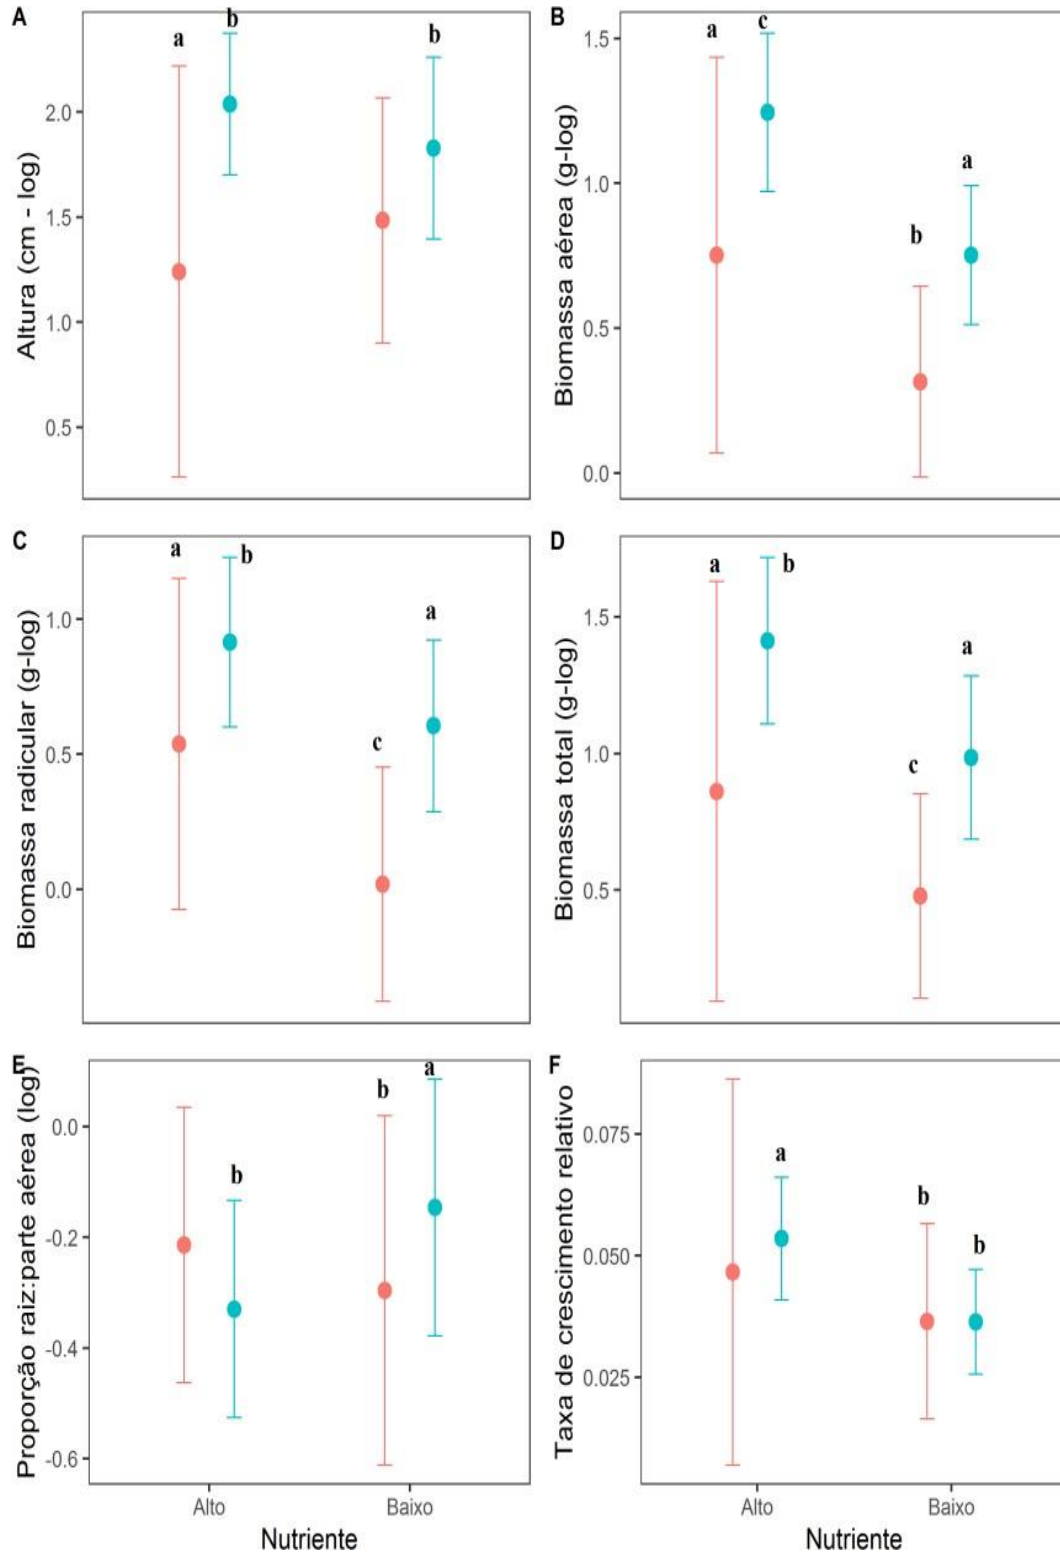 A
a
b
b
Altura (cm - log)
2.0
1.5
1.0
0.5
B
a
c
b
a
Biomassa aérea (g-log)
1.5
1.0
0.5
0.0
C
a
b
c
a
Biomassa radicular (g-log)
1.0
0.5
0.0
D
a
b
c
a
Biomassa total (g-log)
1.5
1.0
0.5
E
b
b
a
Proporção raiz:parte aérea (log)
0.0
-0.2
-0.4
-0.6
Alto
Baixo
Nutriente
F
a
b
b
Taxa de crescimento relativo
0.075
0.050
0.025
Alto
Baixo
Nutriente